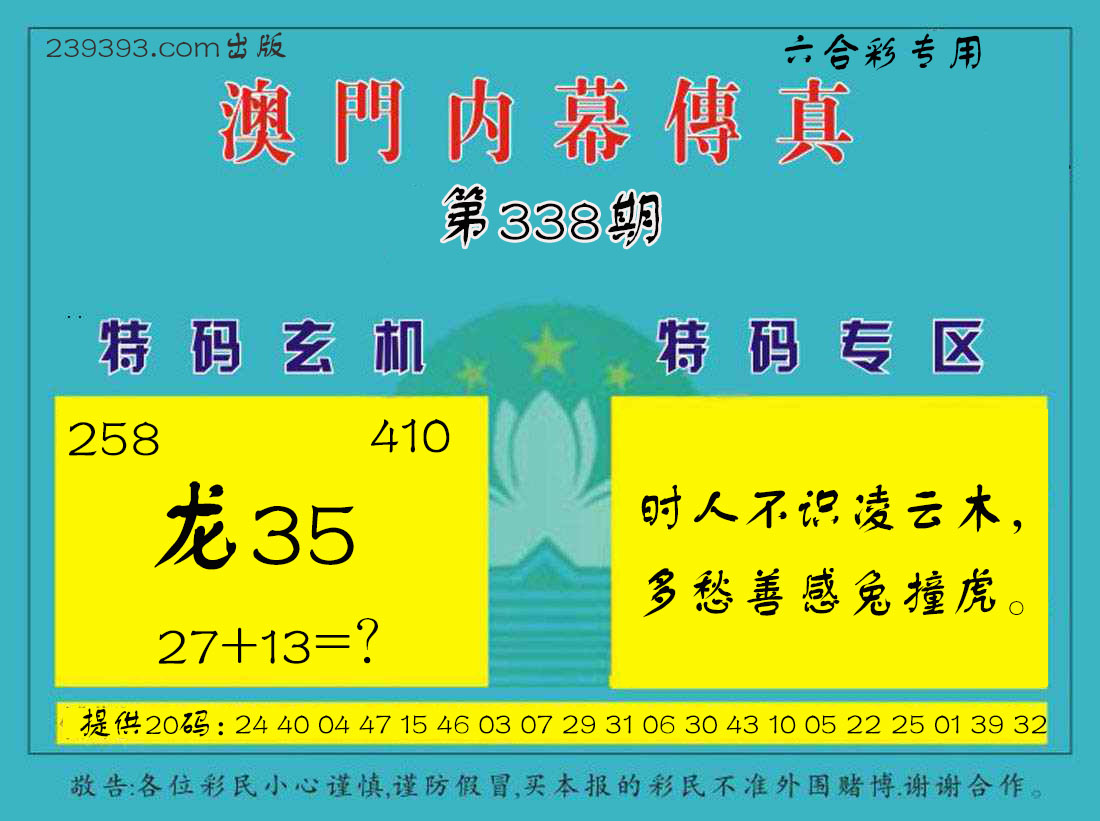 239393.com出版
六合彩专用
澳門内幕傳真
第338期
特码玄机
特码专区
258
410
龙35
27+13=?
时人不识凌云木，
多愁善感兔撞虎。
提供20码：24 40 04 47 15 46 03 07 29 31 06 30 43 10 05 22 25 01 39 32
敬告:各位彩民小心谨慎,谨防假冒,买本报的彩民不准外围赌博.谢谢合作。